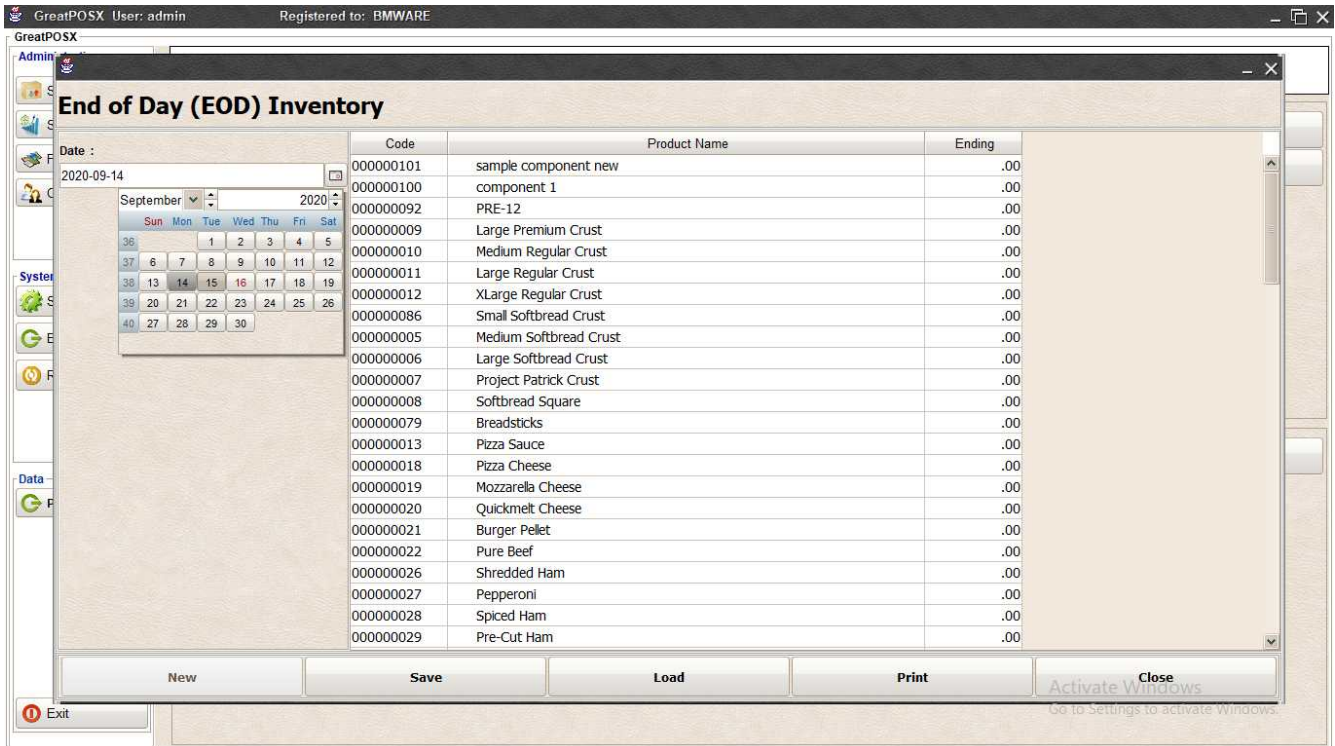 GreatPOSX User: admin Registered to: BMWARE
GreatPOSX
End of Day (EOD) Inventory
Date :
2020-09-14
September 2020
Sun Mon Tue Wed Thu Fri Sat
36 1 2 3 4 5
37 6 7 8 9 10 11 12
38 13 14 15 16 17 18 19
39 20 21 22 23 24 25 26
40 27 28 29 30
Code Product Name Ending
000000101 sample component new .00
000000100 component 1 .00
000000092 PRE-12 .00
000000009 Large Premium Crust .00
000000010 Medium Regular Crust .00
000000011 Large Regular Crust .00
000000012 XLarge Regular Crust .00
000000086 Small Softbread Crust .00
000000005 Medium Softbread Crust .00
000000006 Large Softbread Crust .00
000000007 Project Patrick Crust .00
000000008 Softbread Square .00
000000079 Breadsticks .00
000000013 Pizza Sauce .00
000000018 Pizza Cheese .00
000000019 Mozzarella Cheese .00
000000020 Quickmelt Cheese .00
000000021 Burger Pellet .00
000000022 Pure Beef .00
000000026 Shredded Ham .00
000000027 Pepperoni .00
000000028 Spiced Ham .00
000000029 Pre-Cut Ham .00
Data
New Save Load Print Close
Activate Windows
Go to Settings to activate Windows.
Exit